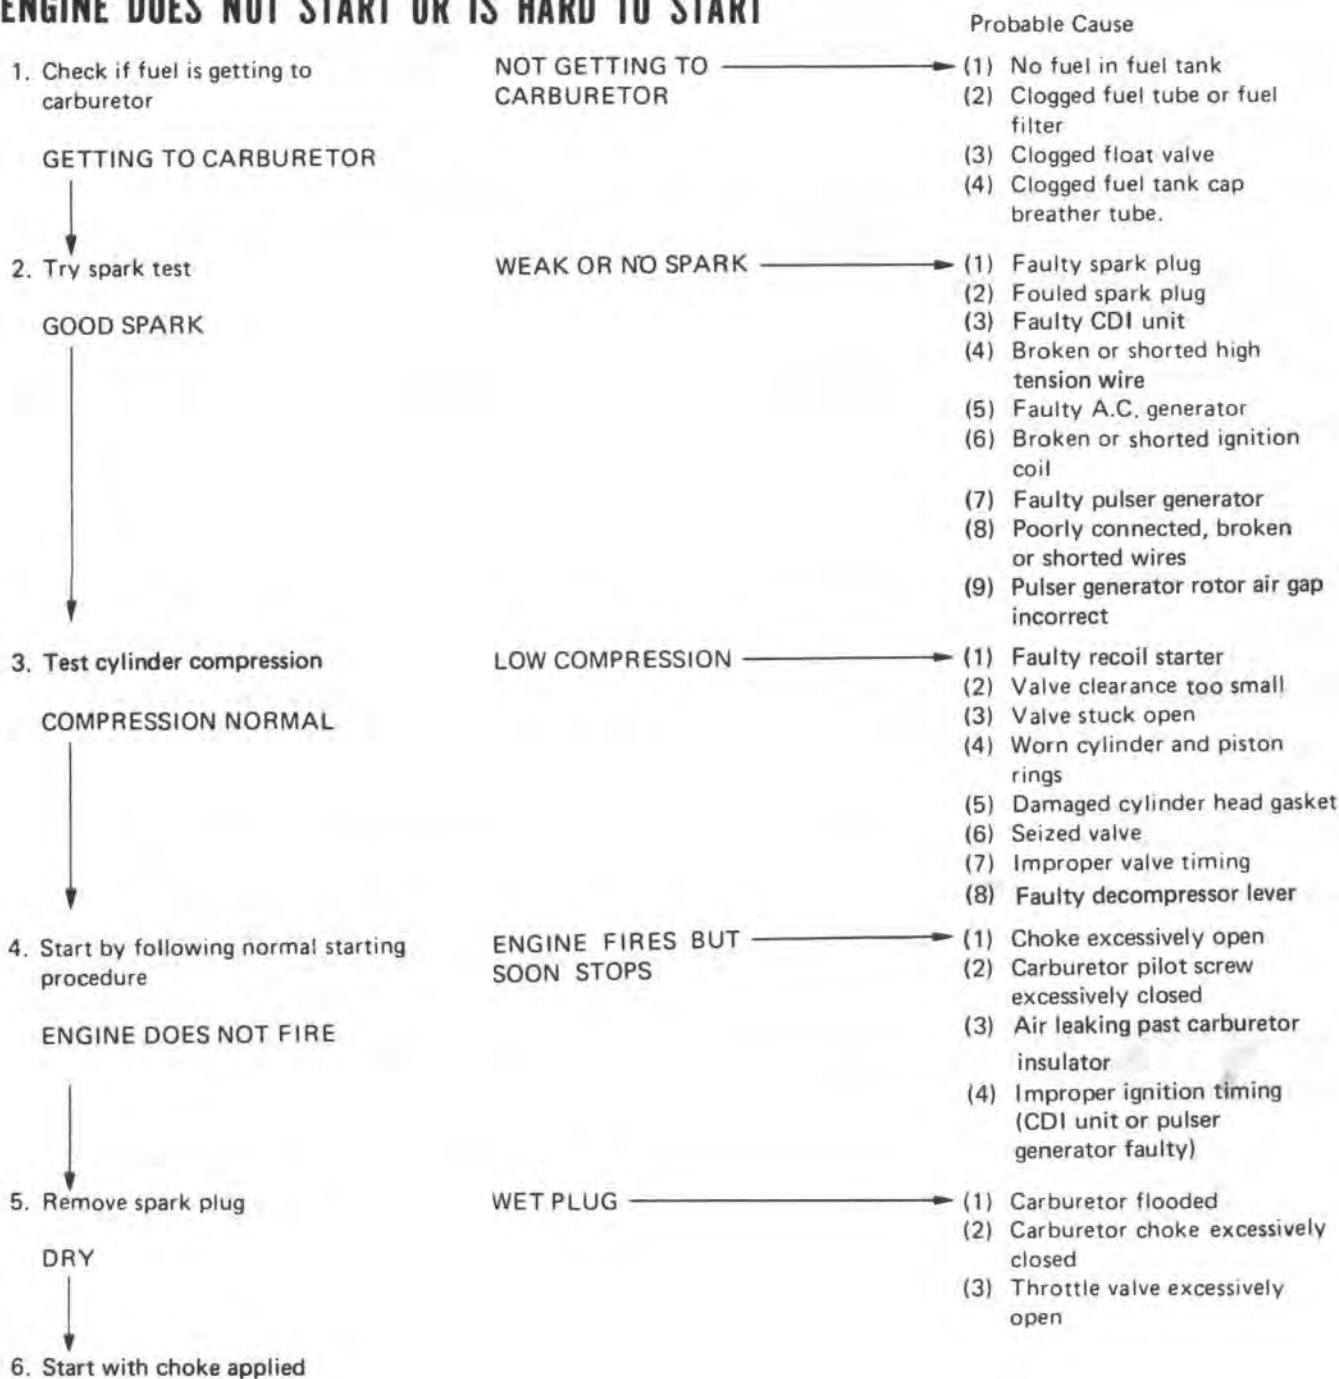 ENGINE DOES NOT START OR IS HARD TO START
Probable Cause
1. Check if fuel is getting to
carburetor
NOT GETTING TO
CARBURETOR
(1) No fuel in fuel tank
(2) Clogged fuel tube or fuel
filter
(3) Clogged float valve
(4) Clogged fuel tank cap
breather tube.
GETTING TO CARBURETOR
2. Try spark test
WEAK OR NO SPARK
(1) Faulty spark plug
(2) Fouled spark plug
(3) Faulty CDI unit
(4) Broken or shorted high
tension wire
(5) Faulty A.C. generator
(6) Broken or shorted ignition
coil
(7) Faulty pulser generator
(8) Poorly connected, broken
or shorted wires
(9) Pulser generator rotor air gap
incorrect
GOOD SPARK
3. Test cylinder compression
LOW COMPRESSION
(1) Faulty recoil starter
(2) Valve clearance too small
(3) Valve stuck open
(4) Worn cylinder and piston
rings
(5) Damaged cylinder head gasket
(6) Seized valve
(7) Improper valve timing
(8) Faulty decompressor lever
COMPRESSION NORMAL
4. Start by following normal starting
procedure
ENGINE FIRES BUT
SOON STOPS
(1) Choke excessively open
(2) Carburetor pilot screw
excessively closed
(3) Air leaking past carburetor
insulator
(4) Improper ignition timing
(CDI unit or pulser
generator faulty)
ENGINE DOES NOT FIRE
5. Remove spark plug
WET PLUG
(1) Carburetor flooded
(2) Carburetor choke excessively
closed
(3) Throttle valve excessively
open
DRY
6. Start with choke applied